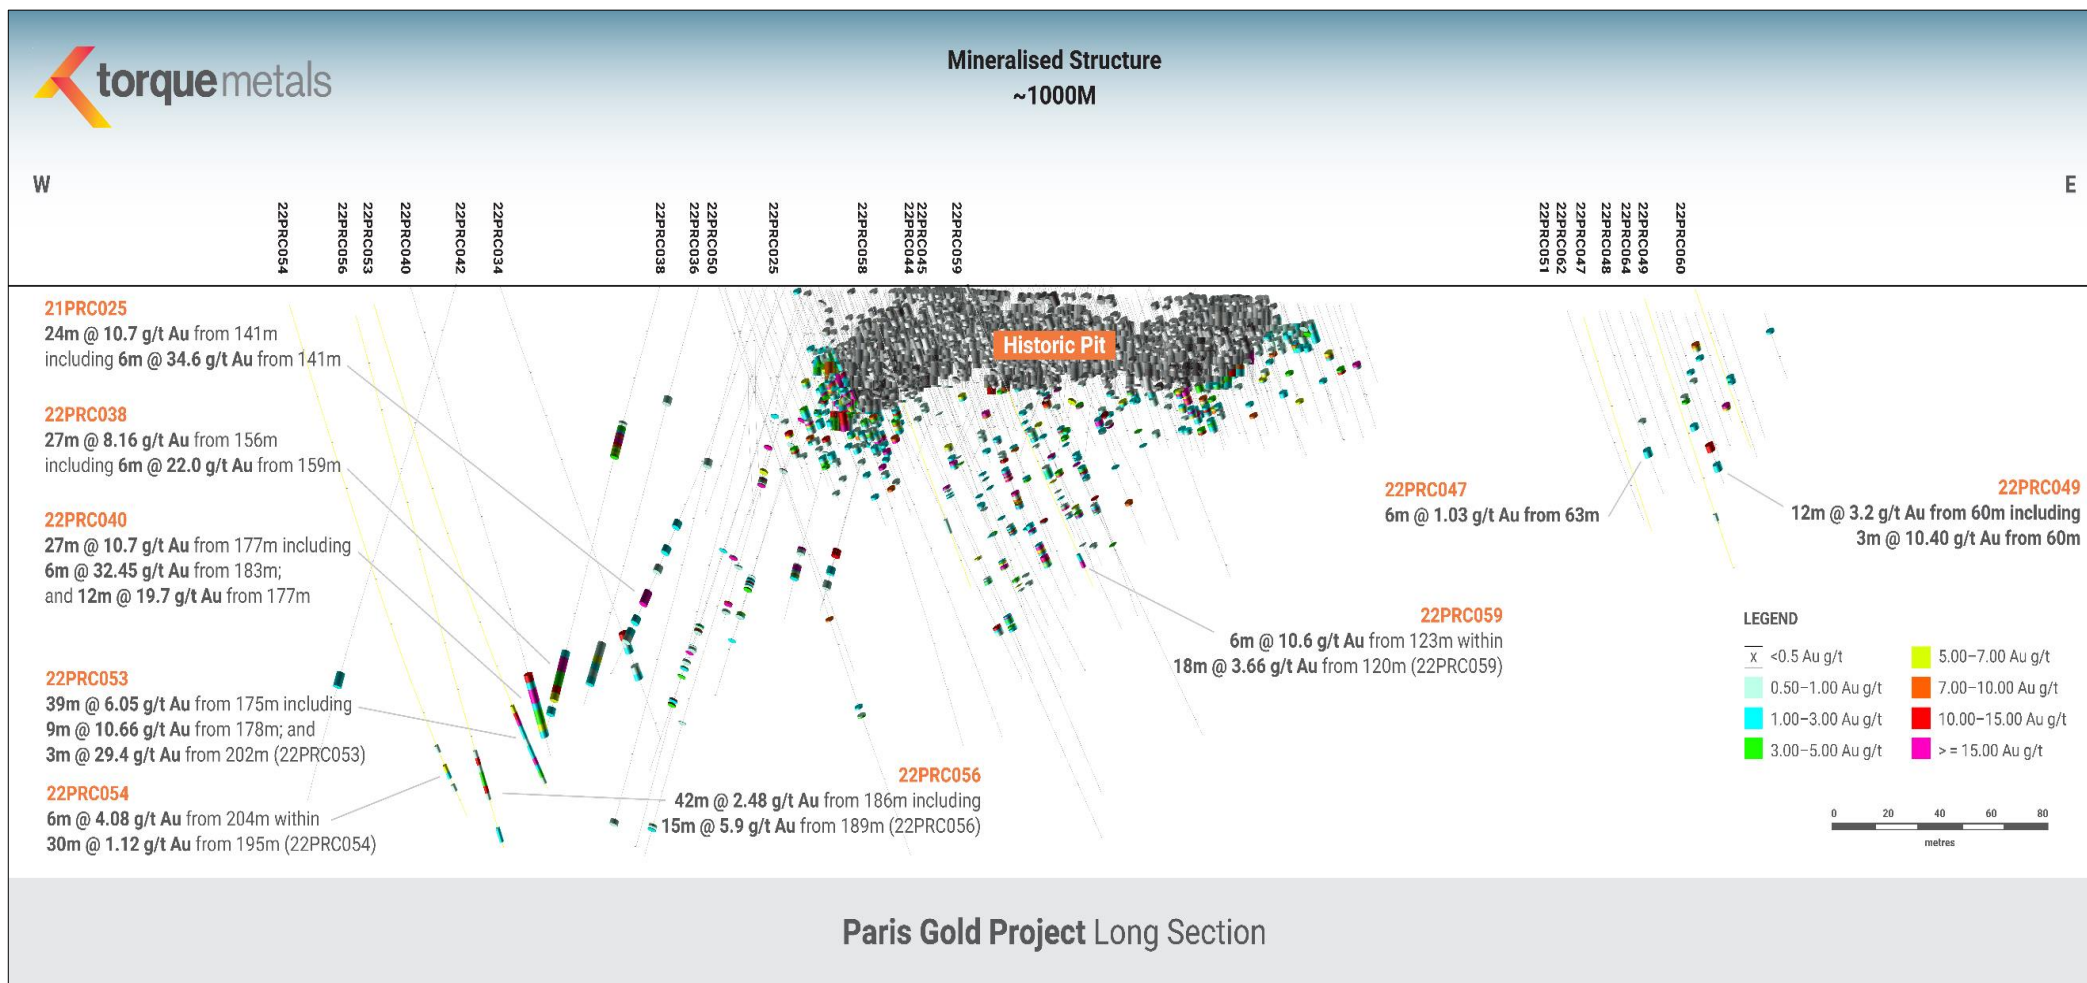 torquemetals
Mineralised Structure
~1000M
W
E
22PRC054
22PRC056
22PRC053
22PRC040
22PRC042
22PRC034
22PRC038
22PRC036
22PRC050
22PRC025
22PRC058
22PRC044
22PRC045
22PRC059
22PRC051
22PRC062
22PRC047
22PRC048
22PRC064
22PRC049
22PRC060
Historic Pit
21PRC025
24m @ 10.7 g/t Au from 141m
including 6m @ 34.6 g/t Au from 141m
22PRC038
27m @ 8.16 g/t Au from 156m
including 6m @ 22.0 g/t Au from 159m
22PRC040
27m @ 10.7 g/t Au from 177m including
6m @ 32.45 g/t Au from 183m;
and 12m @ 19.7 g/t Au from 177m
22PRC053
39m @ 6.05 g/t Au from 175m including
9m @ 10.66 g/t Au from 178m; and
3m @ 29.4 g/t Au from 202m (22PRC053)
22PRC054
6m @ 4.08 g/t Au from 204m within
30m @ 1.12 g/t Au from 195m (22PRC054)
22PRC056
42m @ 2.48 g/t Au from 186m including
15m @ 5.9 g/t Au from 189m (22PRC056)
22PRC059
6m @ 10.6 g/t Au from 123m within
18m @ 3.66 g/t Au from 120m (22PRC059)
22PRC047
6m @ 1.03 g/t Au from 63m
22PRC049
12m @ 3.2 g/t Au from 60m including
3m @ 10.40 g/t Au from 60m
LEGEND
x <0.5 Au g/t
0.50–1.00 Au g/t
1.00–3.00 Au g/t
3.00–5.00 Au g/t
5.00–7.00 Au g/t
7.00–10.00 Au g/t
10.00–15.00 Au g/t
> = 15.00 Au g/t
0 20 40 60 80
metres
Paris Gold Project Long Section